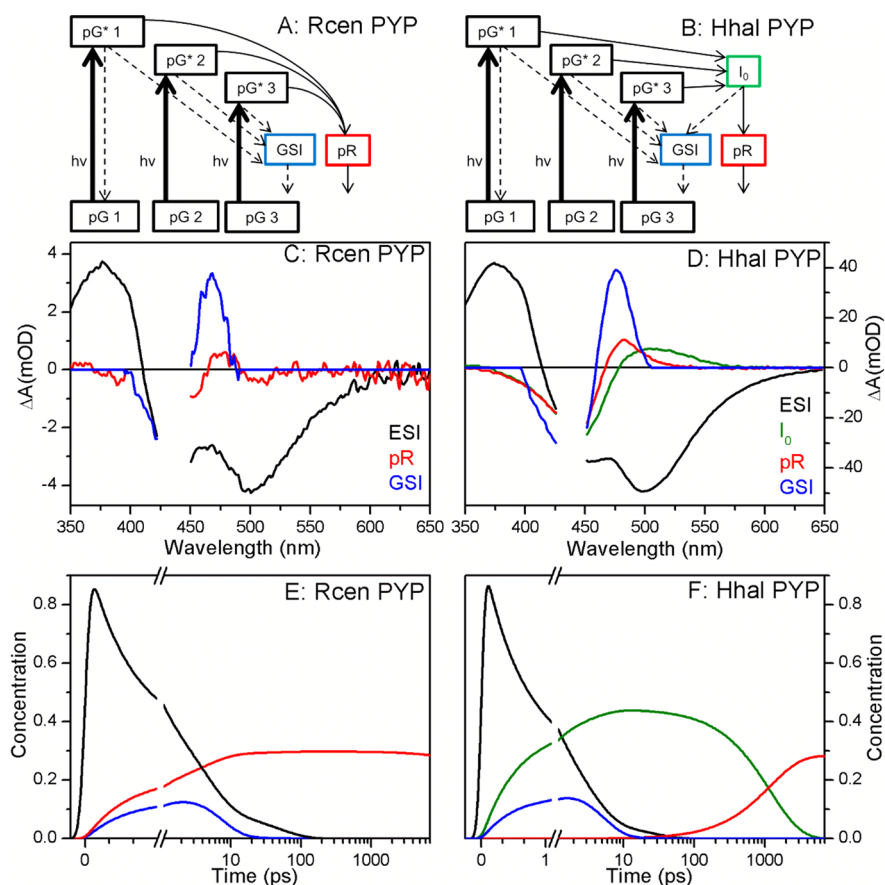 A: Rcen PYP
pG* 1
pG* 2
pG* 3
GSI
pR
hν
hν
hν
pG 1
pG 2
pG 3
B: Hhal PYP
pG* 1
pG* 2
pG* 3
I0
GSI
pR
hν
hν
hν
pG 1
pG 2
pG 3
C: Rcen PYP
4
2
0
-2
-4
ΔA(mOD)
ESI
pR
GSI
350 400 450 500 550 600 650
Wavelength (nm)
D: Hhal PYP
40
20
0
-20
-40
ΔA(mOD)
ESI
I0
pR
GSI
350 400 450 500 550 600 650
Wavelength (nm)
E: Rcen PYP
0.8
0.6
0.4
0.2
0.0
Concentration
0 10 100 1000
Time (ps)
F: Hhal PYP
0.8
0.6
0.4
0.2
0.0
Concentration
0 1 10 100 1000
Time (ps)